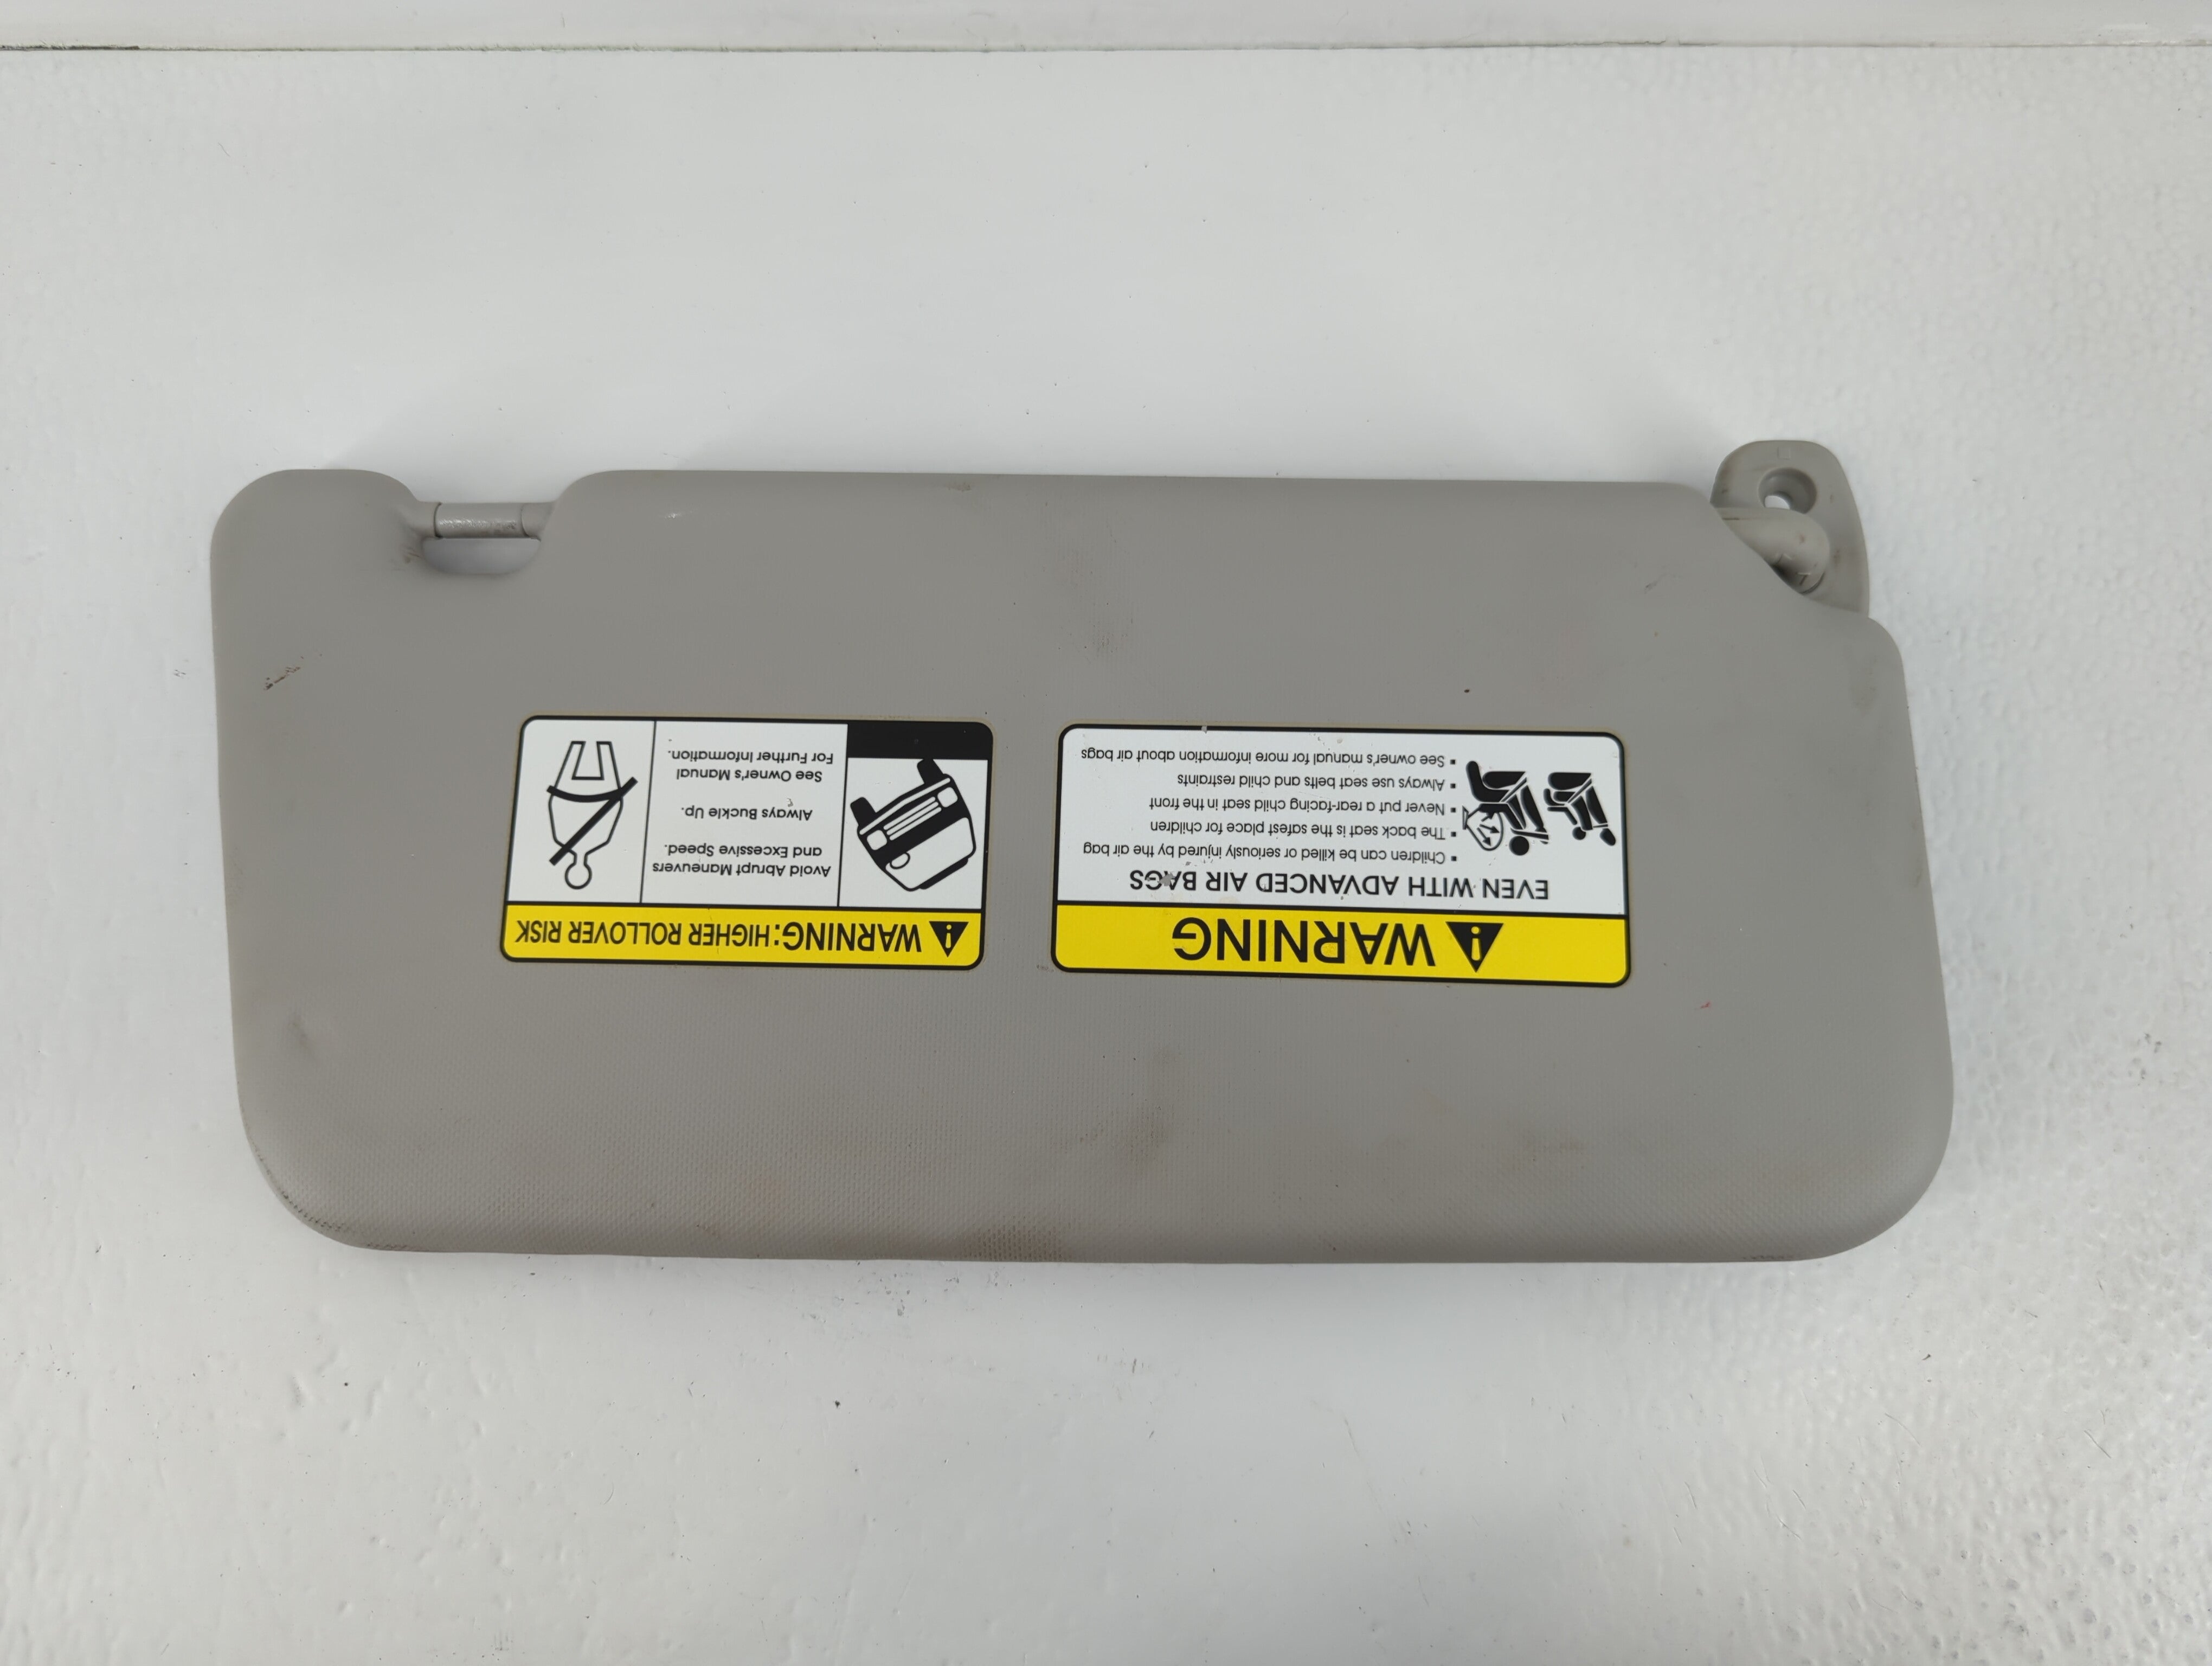 WARNING
EVEN WITH ADVANCED AIR BAGS
▪ Children can be killed or seriously injured by the air bag
▪ The back seat is the safest place for children
▪ Never put a rear-facing child seat in the front
▪ Always use seat belts and child restraints
▪ See owner's manual for more information about air bags
WARNING: HIGHER ROLLOVER RISK
Avoid Abrupt Maneuvers
and Excessive Speed.
Always Buckle Up.
See Owner's Manual
For Further Information.